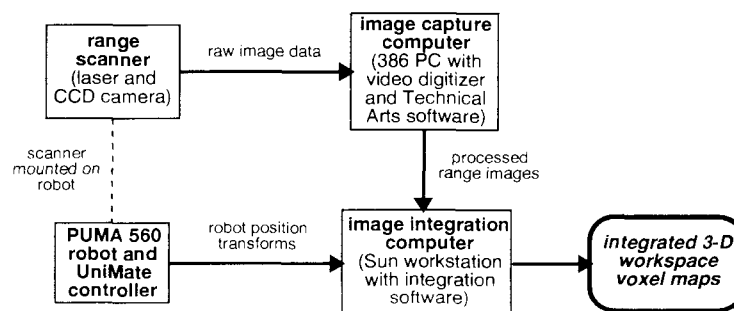 range
scanner
(laser and
CCD camera)
raw image data
image capture
computer
(386 PC with
video digitizer
and Technical
Arts software)
scanner
mounted on
robot
processed
range images
PUMA 560
robot and
UniMate
controller
robot position
transforms
image integration
computer
(Sun workstation
with integration
software)
integrated 3-D
workspace
voxel maps